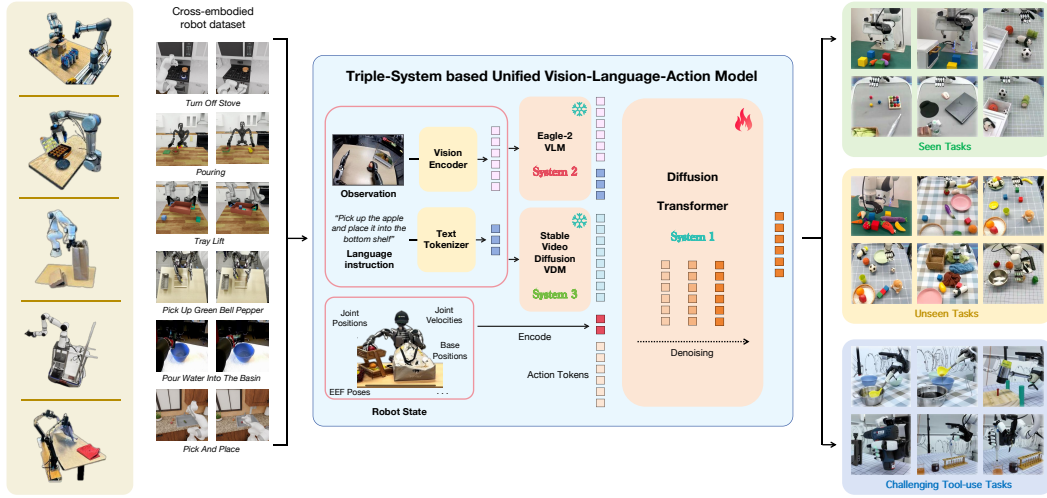 Cross-embodied
robot dataset
Turn Off Stove
Pouring
Tray Lift
Pick Up Green Bell Pepper
Pour Water Into The Basin
Pick And Place
Triple-System based Unified Vision-Language-Action Model
Observation
Vision
Encoder
"Pick up the apple
and place it into the
bottom shelf"
Language
instruction
Text
Tokenizer
Eagle-2
VLM
System 2
Stable
Video
Diffusion
VDM
System 3
Joint
Positions
Joint
Velocities
Base
Positions
EEF Poses
. . .
Robot State
Encode
Action Tokens
Diffusion
Transformer
System 1
Denoising
Seen Tasks
Unseen Tasks
Challenging Tool-use Tasks